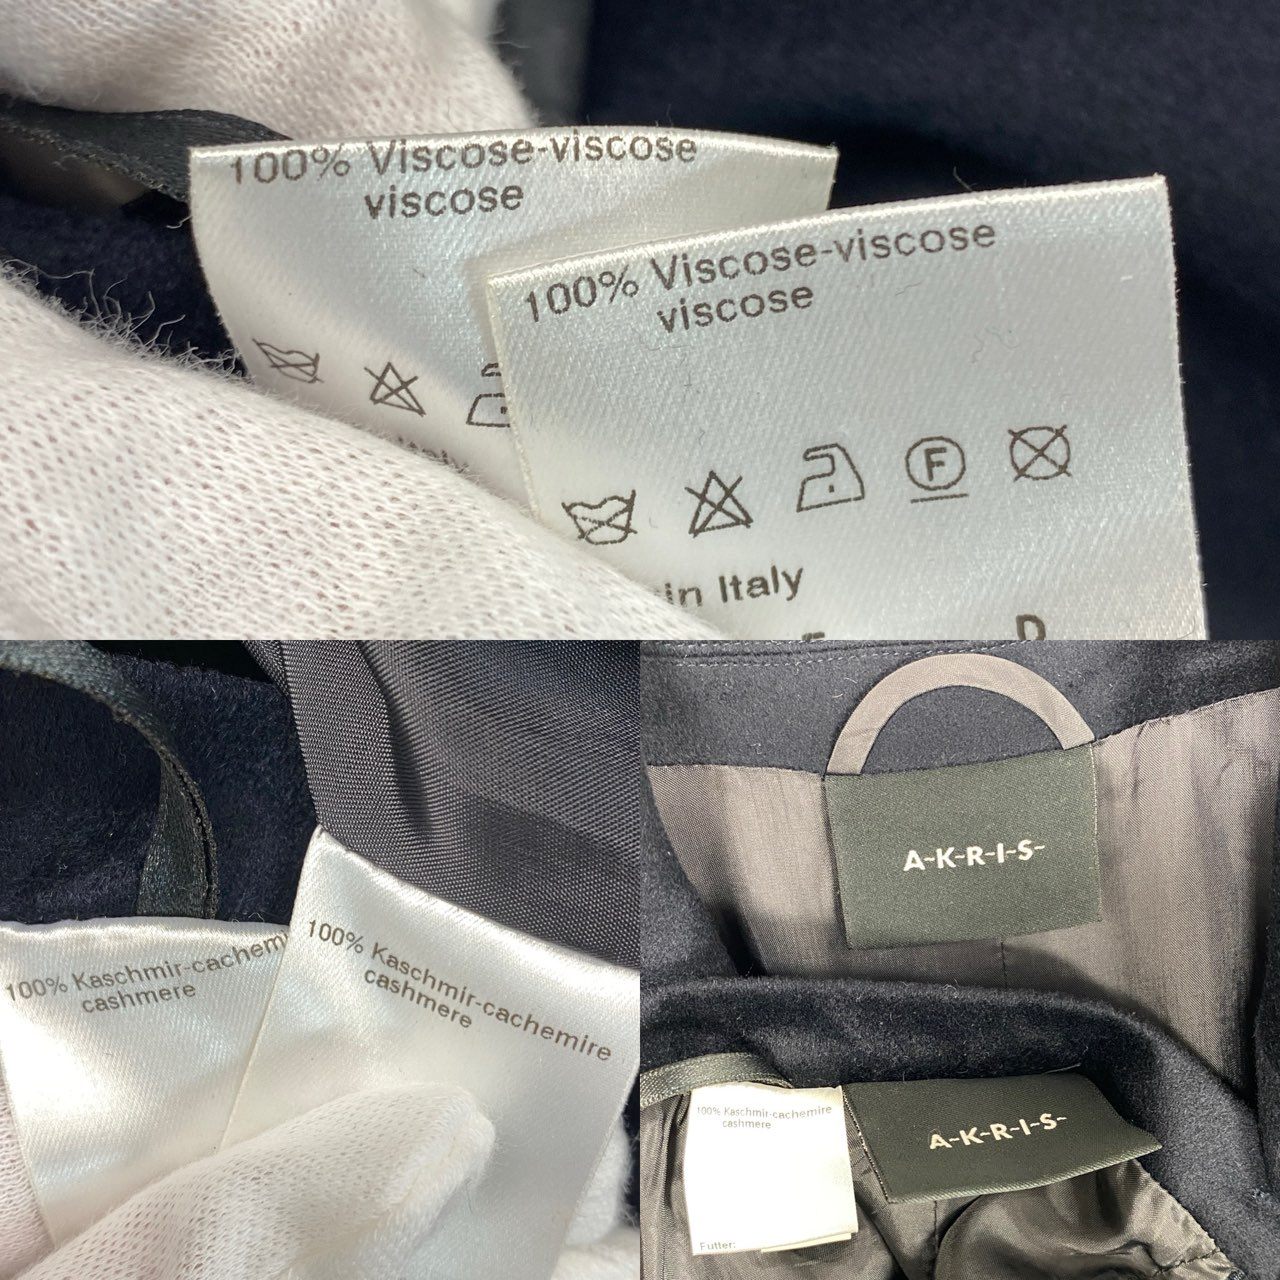 100% Viscose-viscose
viscose
100% Viscose-viscose
viscose
F
in Italy
D
100% Kaschmir-cachem
cashmere
100% Kaschmir-cachemire
cashmere
A-K-R-I-S-
100% Kaschmir-cachemire
cashmere
Futter:
A-K-R-I-S-